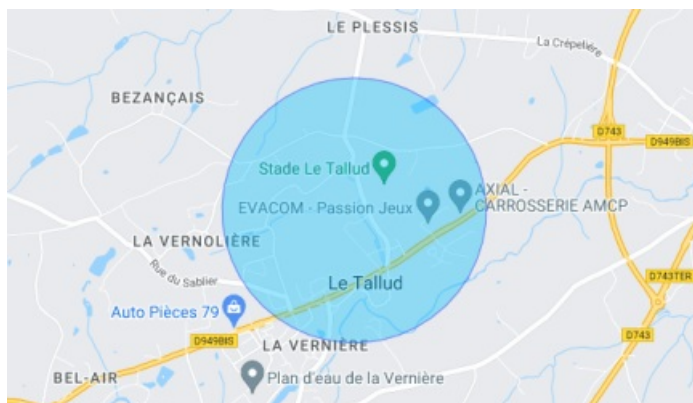 LE PLESSIS
La Crépelière
BEZANÇAIS
D743
D949BIS
Stade Le Tallud
AXIAL -
CARROSSERIE AMCP
EVACOM - Passion Jeux
LA VERNOLIÈRE
Rue du Sablier
D743TER
Le Tallud
Auto Pièces 79
D949BIS
D743
LA VERNIÈRE
BEL-AIR
Plan d'eau de la Vernière